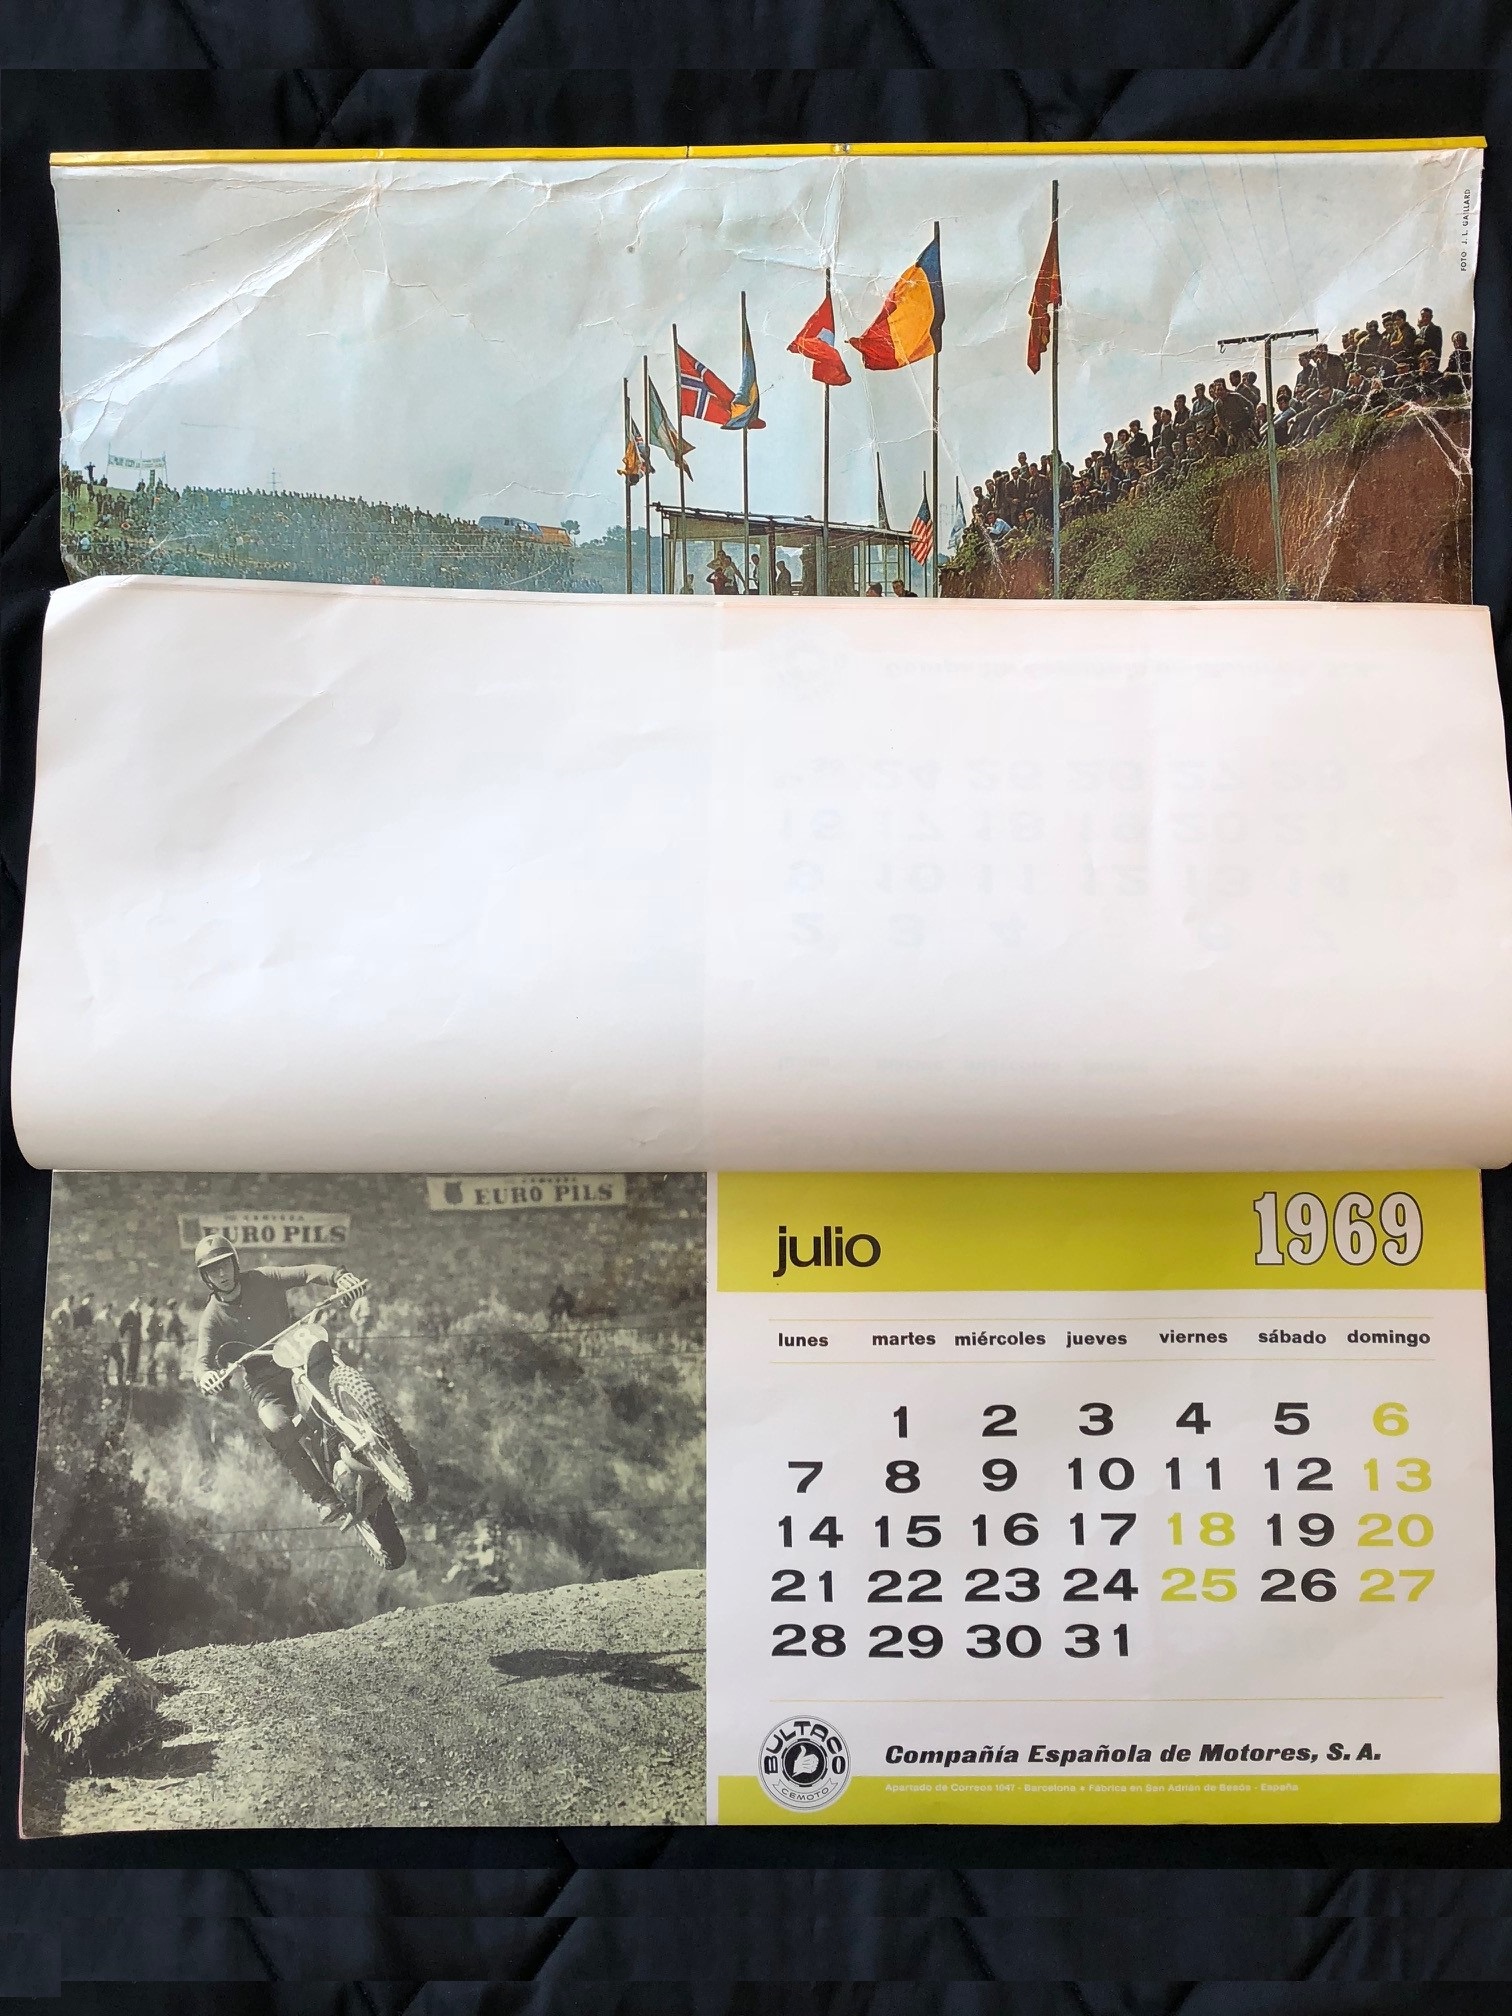 FOTO J. L. GAILLARD
EURO PILS
EURO PILS
julio
1969
lunes martes miércoles jueves viernes sábado domingo
1 2 3 4 5 6
7 8 9 10 11 12 13
14 15 16 17 18 19 20
21 22 23 24 25 26 27
28 29 30 31
BULTACO
CEMOTO
Compañía Española de Motores, S. A.
Apartado de Correos 1047 - Barcelona • Fábrica en San Adrián de Besós - España